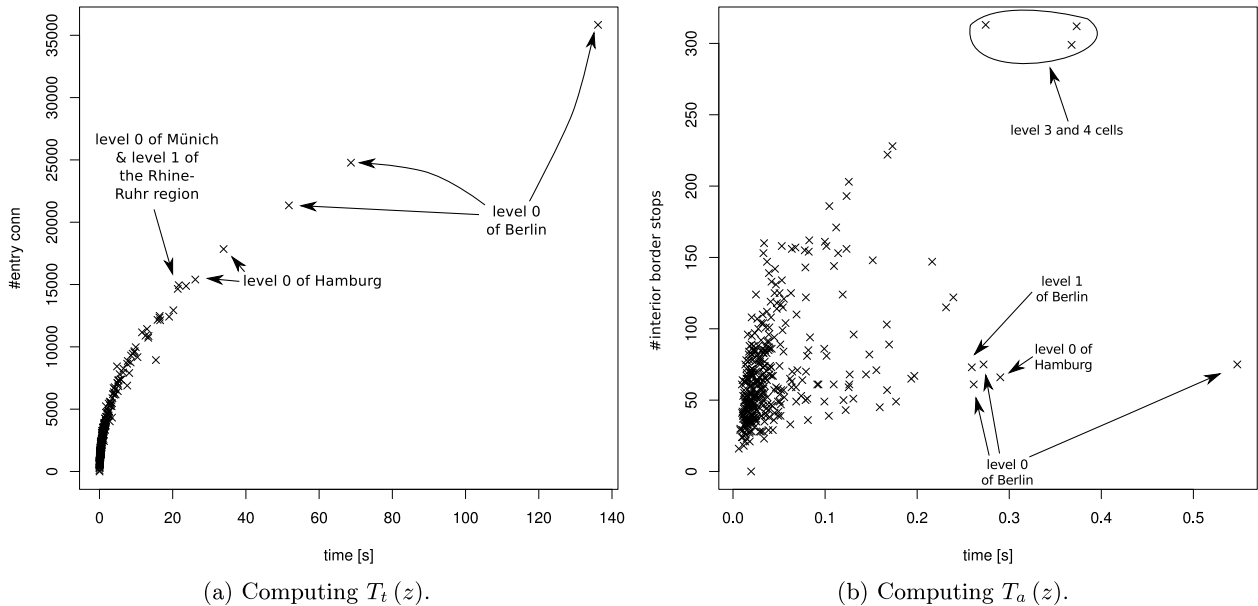 #entry conn
35000
30000
25000
20000
15000
10000
5000
0
level 0 of Münich
& level 1 of
the Rhine-
Ruhr region
level 0
of Berlin
level 0 of Hamburg
0 20 40 60 80 100 120 140
time [s]
(a) Computing T_t (z).
#interior border stops
300
250
200
150
100
50
0
level 3 and 4 cells
level 1
of Berlin
level 0 of
Hamburg
level 0
of Berlin
0.0 0.1 0.2 0.3 0.4 0.5
time [s]
(b) Computing T_a (z).